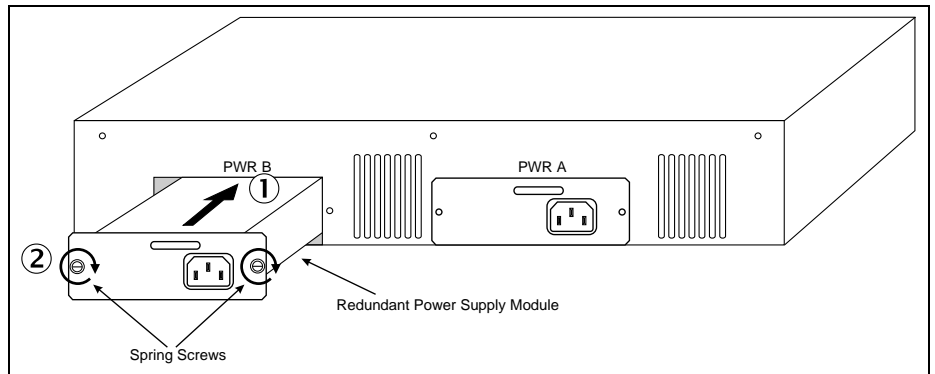 PWR B
PWR A
1
2
Redundant Power Supply Module
Spring Screws